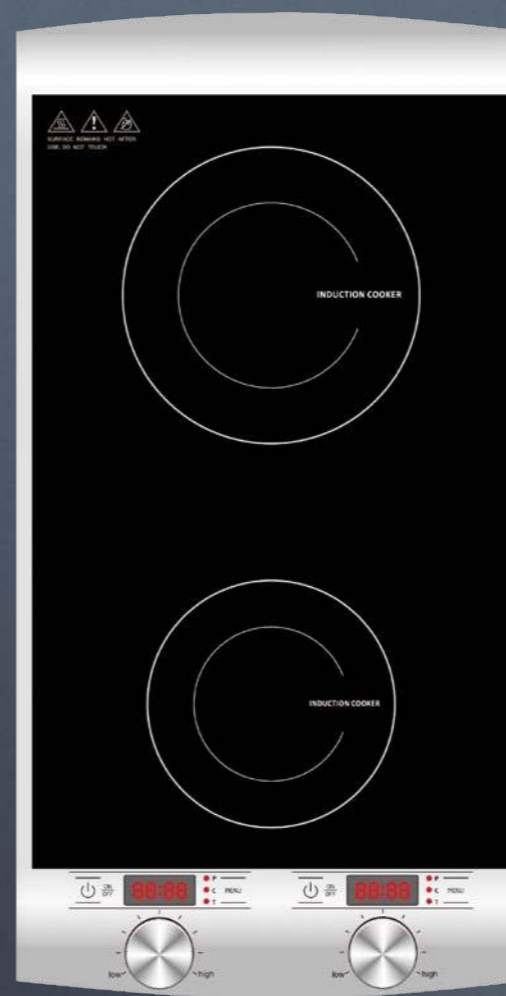 SURFACE REMAINS HOT AFTER
USE, DO NOT TOUCH
INDUCTION COOKER
INDUCTION COOKER
ON
OFF
88:88
P
C MENU
T
ON
OFF
88:88
P
C MENU
T
low high
low high